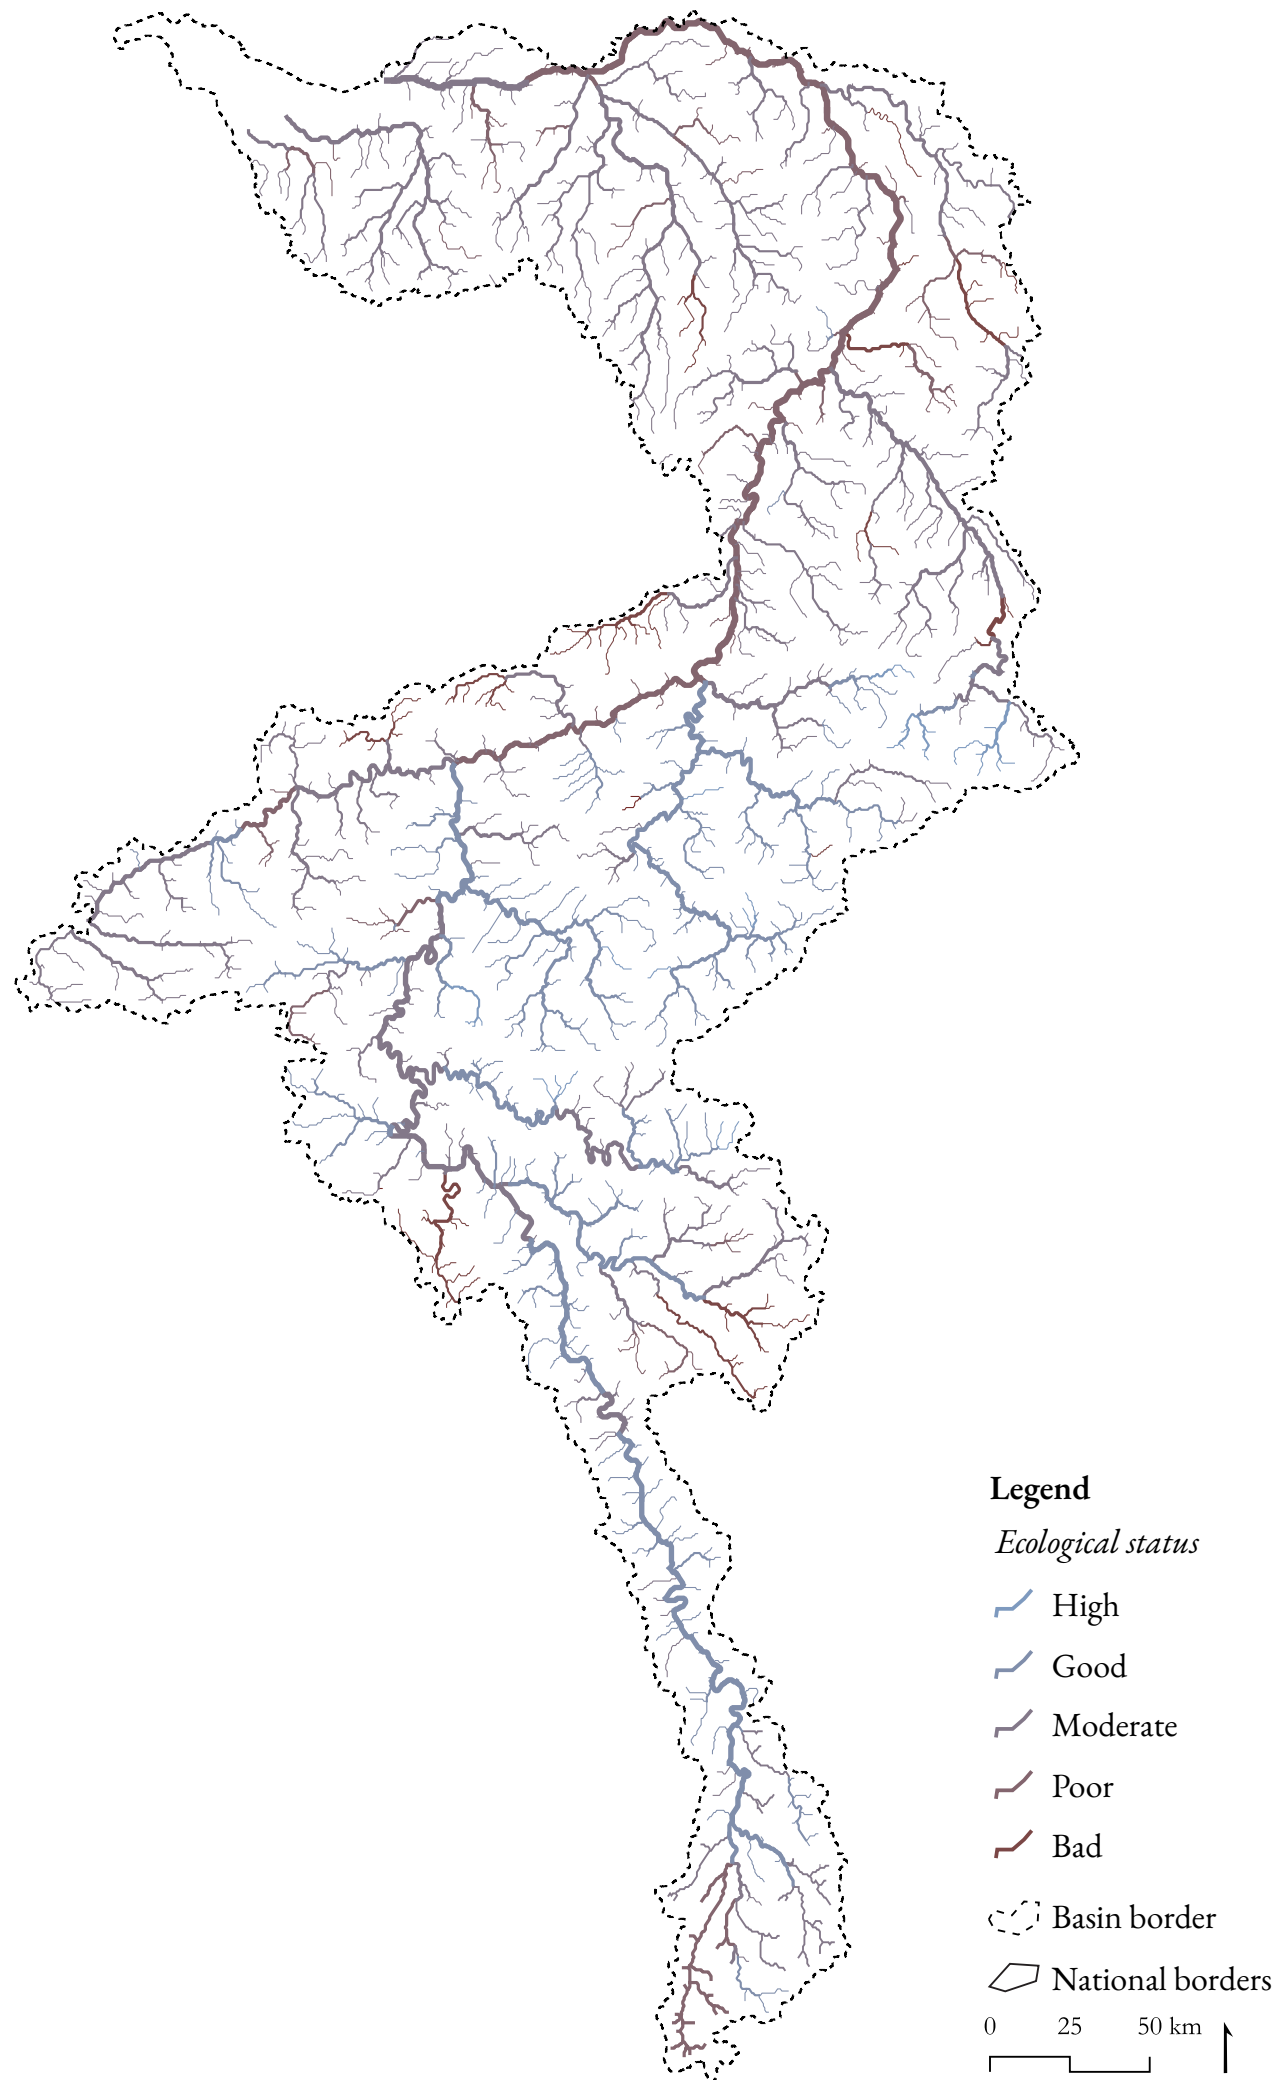 Legend
Ecological status
High
Good
Moderate
Poor
Bad
Basin border
National borders
0 25 50 km